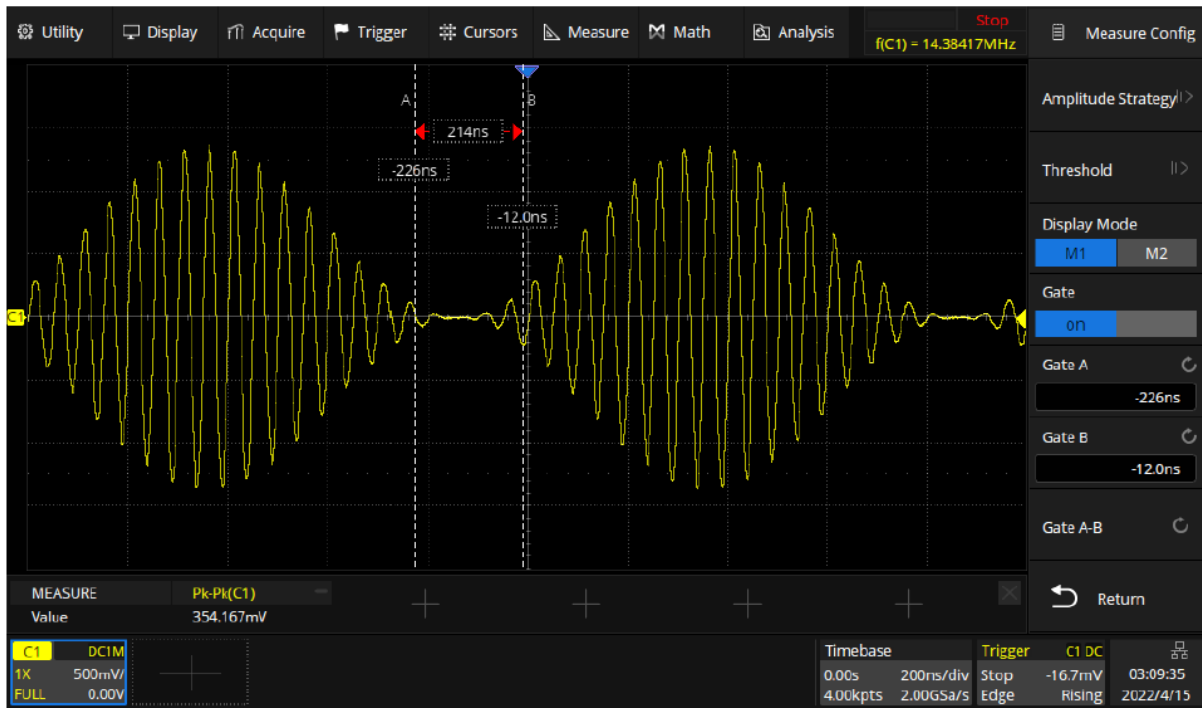 Utility Display Acquire Trigger Cursors Measure Math Analysis
Stop
f(C1) = 14.38417MHz
Measure Config
A B
214ns
-226ns
-12.0ns
C1
Amplitude Strategy
Threshold
Display Mode
M1 M2
Gate
on
Gate A
-226ns
Gate B
-12.0ns
Gate A-B
Return
MEASURE Pk-Pk(C1)
Value 354.167mV
C1 DC1M
1X 500mV/
FULL 0.00V
Timebase
0.00s 200ns/div
4.00kpts 2.00GSa/s
Trigger C1 DC
Stop -16.7mV
Edge Rising
03:09:35
2022/4/15